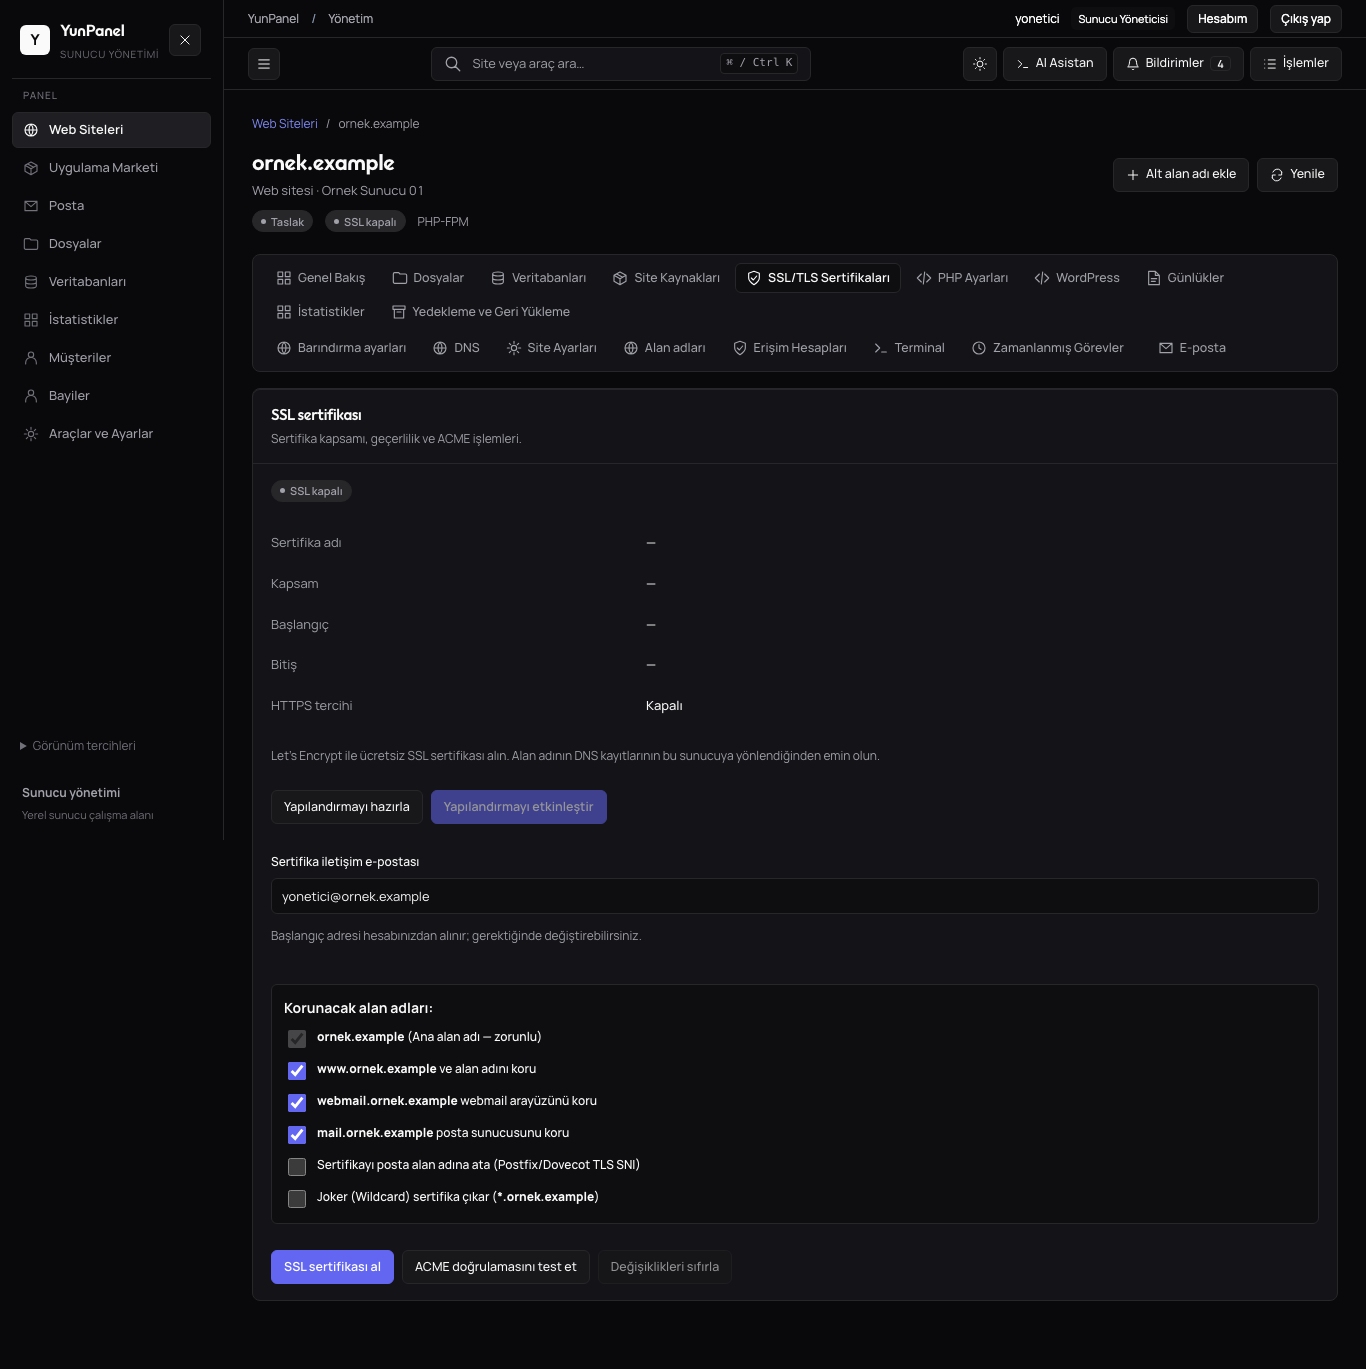 Y
YunPanel
SUNUCU YÖNETİMİ
PANEL
Web Siteleri
Uygulama Marketi
Posta
Dosyalar
Veritabanları
İstatistikler
Müşteriler
Bayiler
Araçlar ve Ayarlar
Görünüm tercihleri
Sunucu yönetimi
Yerel sunucu çalışma alanı
YunPanel / Yönetim
yonetici Sunucu Yöneticisi Hesabım Çıkış yap
Site veya araç ara... ⌘ / Ctrl K
AI Asistan Bildirimler 4 İşlemler
Web Siteleri / ornek.example
ornek.example
Web sitesi · Ornek Sunucu 01
Alt alan adı ekle Yenile
Taslak SSL kapalı PHP-FPM
Genel Bakış Dosyalar Veritabanları Site Kaynakları SSL/TLS Sertifikaları PHP Ayarları WordPress Günlükler
İstatistikler Yedekleme ve Geri Yükleme
Barındırma ayarları DNS Site Ayarları Alan adları Erişim Hesapları Terminal Zamanlanmış Görevler E-posta
SSL sertifikası
Sertifika kapsamı, geçerlilik ve ACME işlemleri.
SSL kapalı
Sertifika adı —
Kapsam —
Başlangıç —
Bitiş —
HTTPS tercihi Kapalı
Let's Encrypt ile ücretsiz SSL sertifikası alın. Alan adının DNS kayıtlarının bu sunucuya yönlendiğinden emin olun.
Yapılandırmayı hazırla Yapılandırmayı etkinleştir
Sertifika iletişim e-postası
yonetici@ornek.example
Başlangıç adresi hesabınızdan alınır; gerektiğinde değiştirebilirsiniz.
Korunacak alan adları:
ornek.example (Ana alan adı — zorunlu)
www.ornek.example ve alan adını koru
webmail.ornek.example webmail arayüzünü koru
mail.ornek.example posta sunucusunu koru
Sertifikayı posta alan adına ata (Postfix/Dovecot TLS SNI)
Joker (Wildcard) sertifika çıkar (*.ornek.example)
SSL sertifikası al ACME doğrulamasını test et Değişiklikleri sıfırla